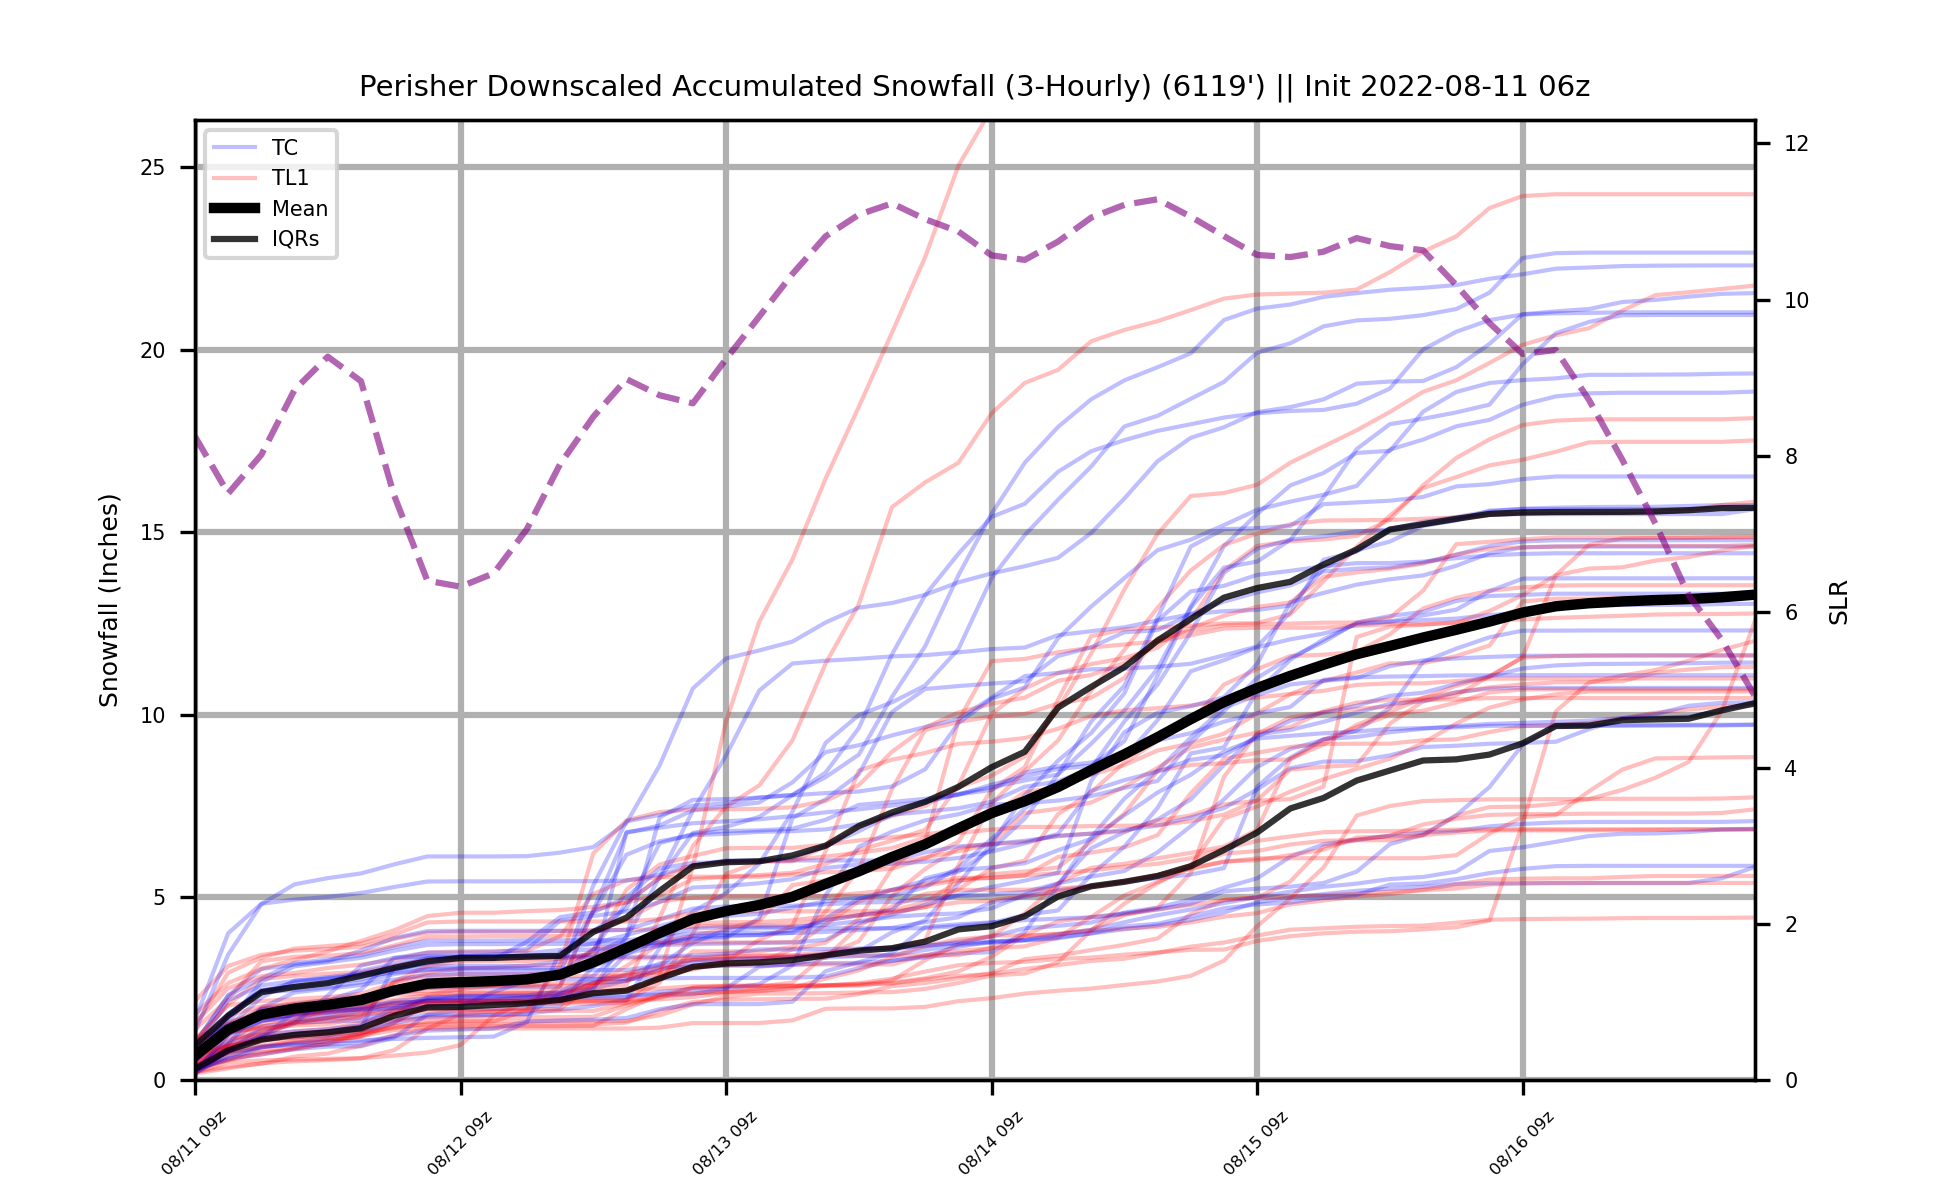 Perisher Downscaled Accumulated Snowfall (3-Hourly) (6119') || Init 2022-08-11 06z
TC
TL1
Mean
IQRs
Snowfall (Inches)
25
20
15
10
5
0
12
10
8
6
4
2
0
SLR
08/11 09z
08/12 09z
08/13 09z
08/14 09z
08/15 09z
08/16 09z